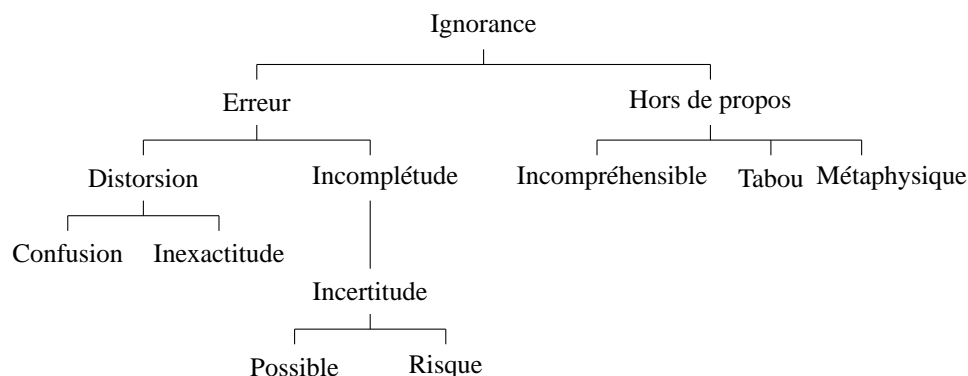 Ignorance
Erreur
Hors de propos
Distorsion
Incomplétude
Incompréhensible
Tabou
Métaphysique
Confusion
Inexactitude
Incertitude
Possible
Risque